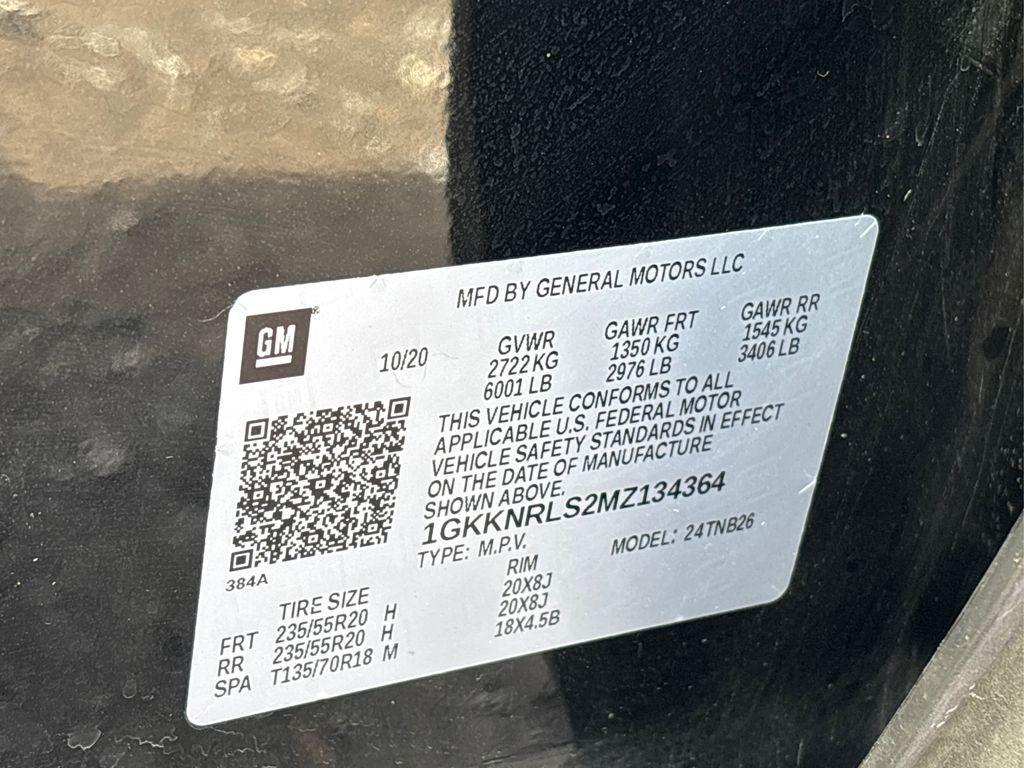 MFD BY GENERAL MOTORS LLC
GM®
10/20
GVWR
2722 KG
6001 LB
GAWR FRT
1350 KG
2976 LB
GAWR RR
1545 KG
3406 LB
THIS VEHICLE CONFORMS TO ALL
APPLICABLE U.S. FEDERAL MOTOR
VEHICLE SAFETY STANDARDS IN EFFECT
ON THE DATE OF MANUFACTURE
SHOWN ABOVE.
1GKKNRLS2MZ134364
TYPE: M.P.V.
MODEL: 24TNB26
384A
TIRE SIZE RIM
FRT 235/55R20 H 20X8J
RR 235/55R20 H 20X8J
SPA T135/70R18 M 18X4.5B